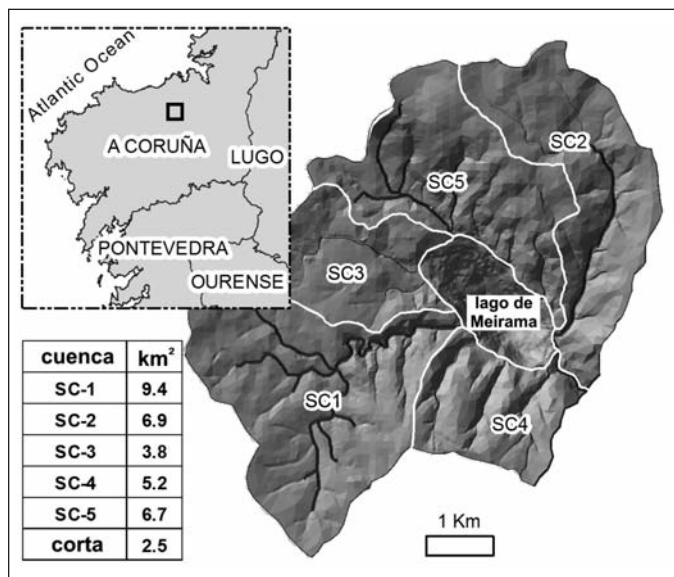 Atlantic Ocean
A CORUÑA
LUGO
PONTEVEDRA
OURENSE
SC2
SC5
SC3
lago de
Meirama
SC1
SC4
1 Km
cuenca km²
SC-1 9.4
SC-2 6.9
SC-3 3.8
SC-4 5.2
SC-5 6.7
corta 2.5